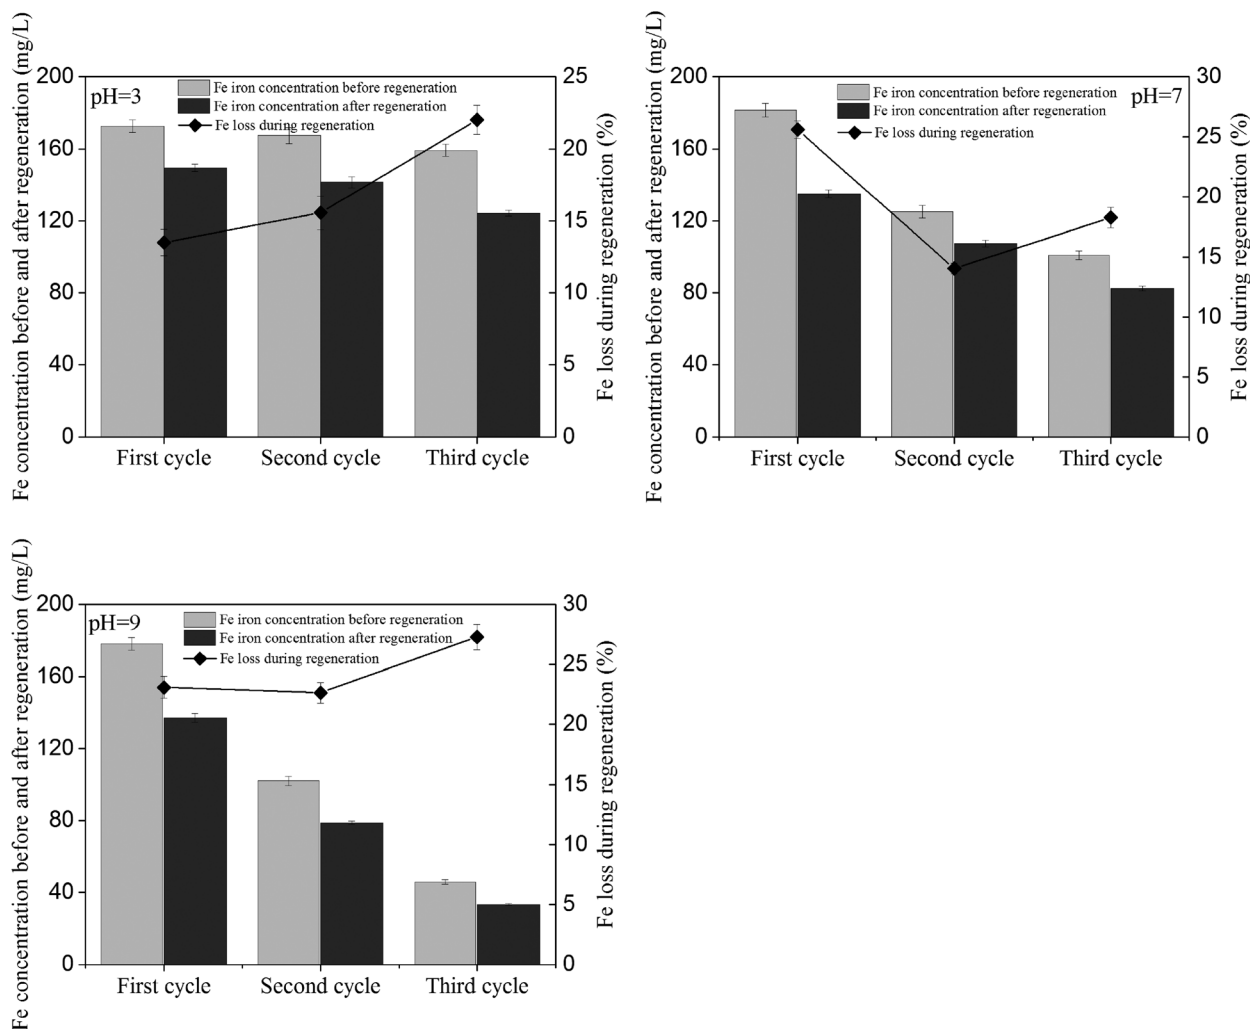 Fe concentration before and after regeneration (mg/L)
200
160
120
80
40
0
pH=3
Fe iron concentration before regeneration
Fe iron concentration after regeneration
Fe loss during regeneration
25
20
15
10
5
0
Fe loss during regeneration (%)
First cycle
Second cycle
Third cycle
Fe concentration before and after regeneration (mg/L)
200
160
120
80
40
0
Fe iron concentration before regeneration
Fe iron concentration after regeneration
Fe loss during regeneration
pH=7
30
25
20
15
10
5
0
Fe loss during regeneration (%)
First cycle
Second cycle
Third cycle
Fe concentration before and after regeneration (mg/L)
200
160
120
80
40
0
pH=9
Fe iron concentration before regeneration
Fe iron concentration after regeneration
Fe loss during regeneration
30
25
20
15
10
5
0
Fe loss during regeneration (%)
First cycle
Second cycle
Third cycle